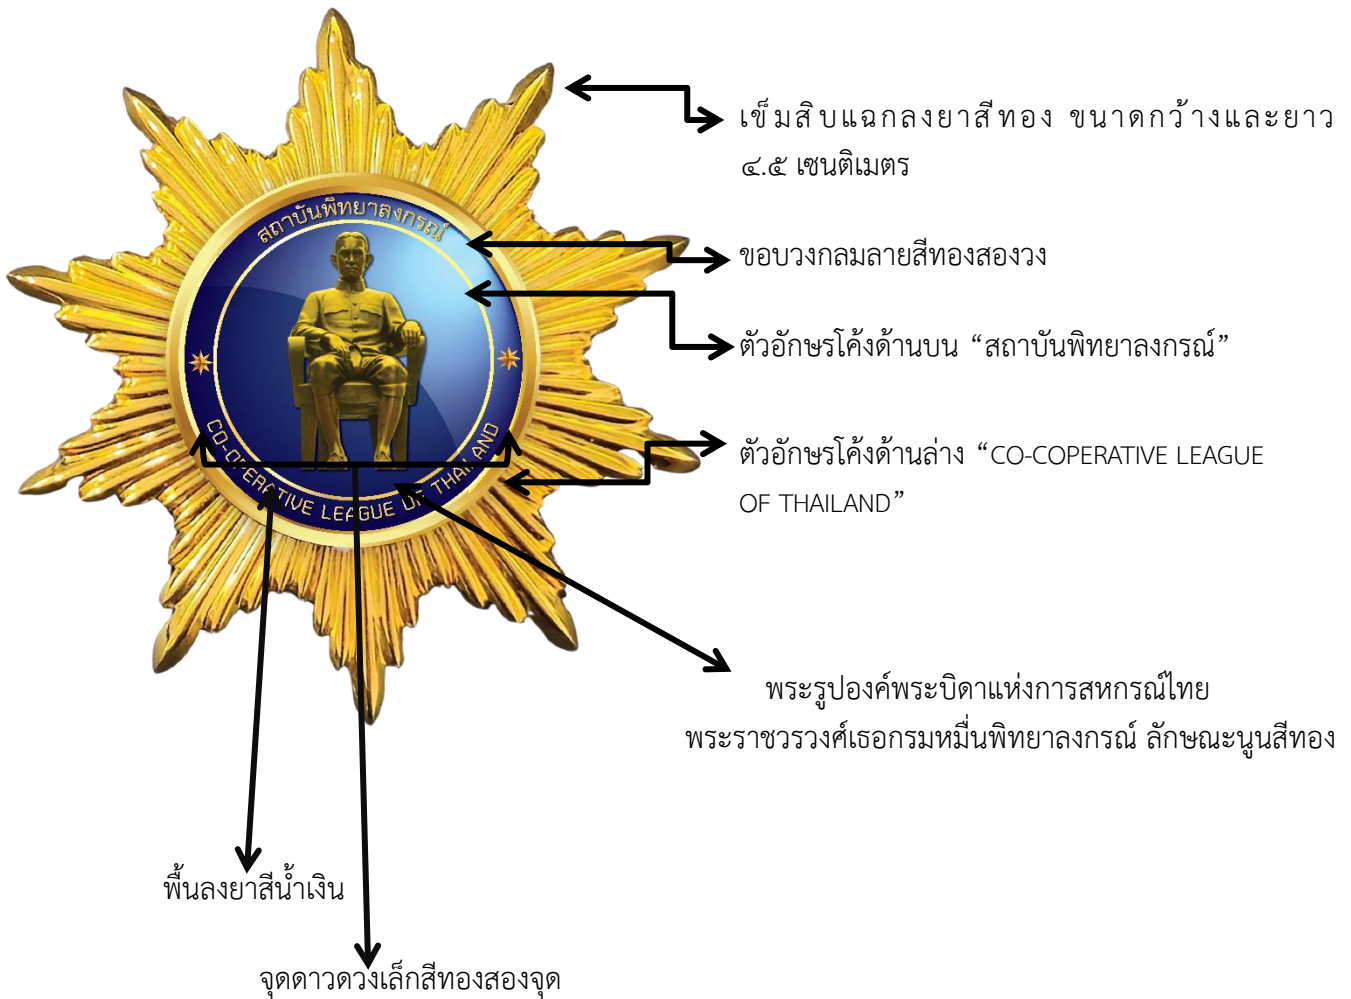 สถาบันพิทยาลงกรณ์
CO-OPERATIVE LEAGUE OF THAILAND
เข็มสิบแฉกลงยาสีทอง ขนาดกว้างและยาว
๔.๕ เซนติเมตร
ขอบวงกลมลายสีทองสองวง
ตัวอักษรโค้งด้านบน “สถาบันพิทยาลงกรณ์”
ตัวอักษรโค้งด้านล่าง “CO-COPERATIVE LEAGUE
OF THAILAND”
พระรูปองค์พระบิดาแห่งการสหกรณ์ไทย
พระราชวรวงศ์เธอกรมหมื่นพิทยาลงกรณ์ ลักษณะนูนสีทอง
พื้นลงยาสีน้ำเงิน
จุดดาวดวงเล็กสีทองสองจุด